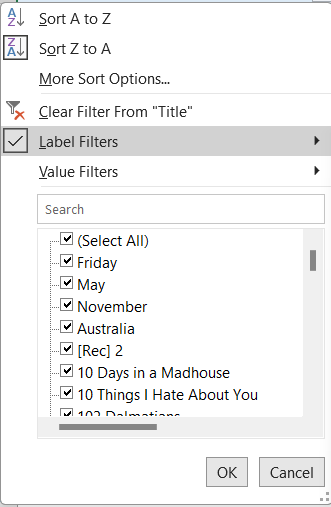 Sort A to Z
Sort Z to A
More Sort Options...
Clear Filter From "Title"
Label Filters
Value Filters
Search
(Select All)
Friday
May
November
Australia
[Rec] 2
10 Days in a Madhouse
10 Things I Hate About You
102 Dalmatians
OK
Cancel